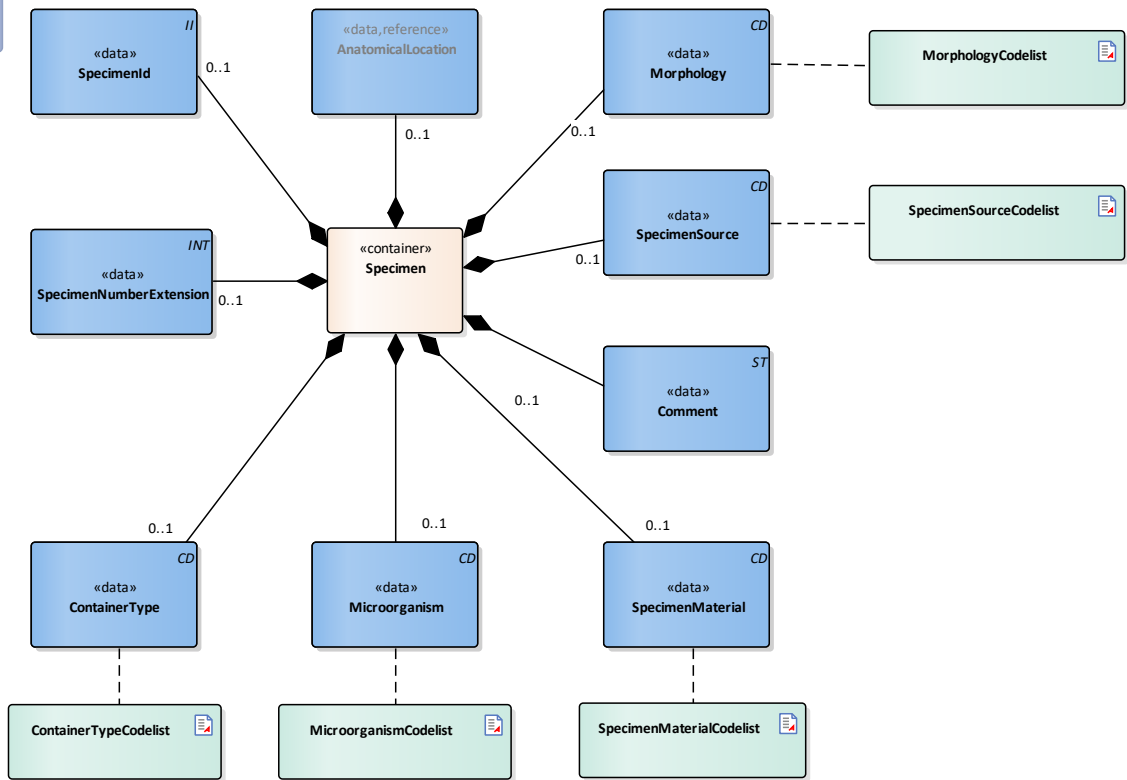 II
«data»
SpecimenId
0..1
«data,reference»
AnatomicalLocation
0..1
CD
«data»
Morphology
0..1
MorphologyCodelist
CD
«data»
SpecimenSource
0..1
SpecimenSourceCodelist
INT
«data»
SpecimenNumberExtension
0..1
«container»
Specimen
ST
«data»
Comment
0..1
0..1
CD
«data»
ContainerType
0..1
CD
«data»
Microorganism
0..1
CD
«data»
SpecimenMaterial
ContainerTypeCodelist
MicroorganismCodelist
SpecimenMaterialCodelist